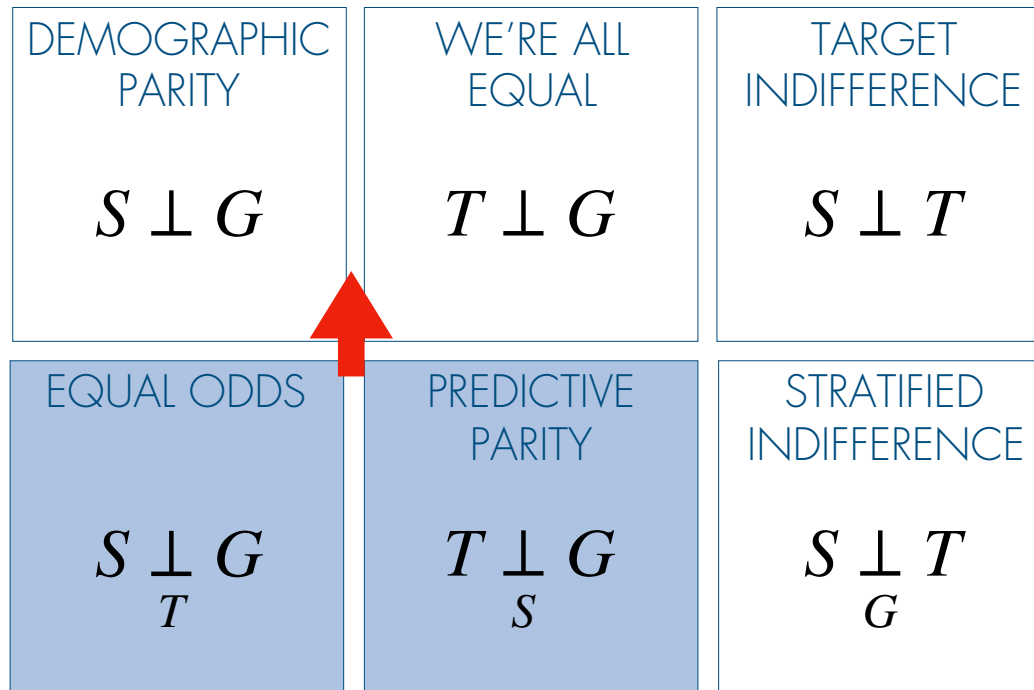 DEMOGRAPHIC
PARITY
S ⊥ G
WE'RE ALL
EQUAL
T ⊥ G
TARGET
INDIFFERENCE
S ⊥ T
EQUAL ODDS
S ⊥ G
T
PREDICTIVE
PARITY
T ⊥ G
S
STRATIFIED
INDIFFERENCE
S ⊥ T
G